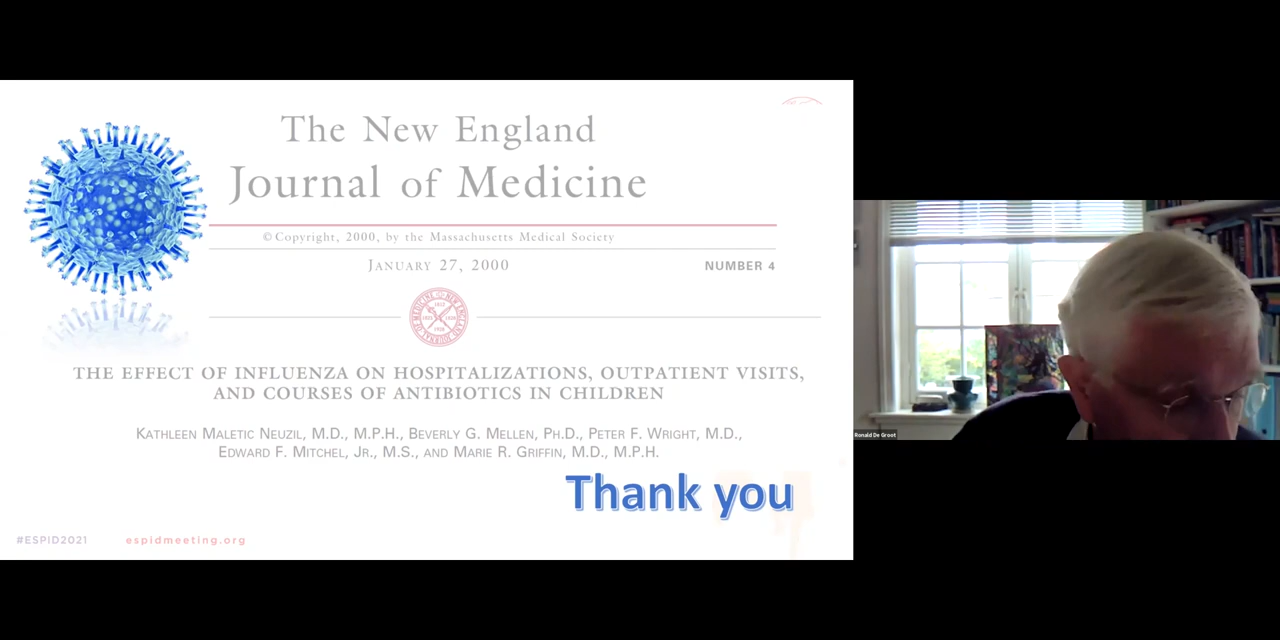 The New England
Journal of Medicine
©Copyright, 2000, by the Massachusetts Medical Society
JANUARY 27, 2000
NUMBER 4
THE EFFECT OF INFLUENZA ON HOSPITALIZATIONS, OUTPATIENT VISITS,
AND COURSES OF ANTIBIOTICS IN CHILDREN
KATHLEEN MALETIC NEUZIL, M.D., M.P.H., BEVERLY G. MELLEN, PH.D., PETER F. WRIGHT, M.D.,
EDWARD F. MITCHEL, JR., M.S., AND MARIE R. GRIFFIN, M.D., M.P.H.
Thank you
#ESPID2021
espidmeeting.org
Ronald De Groot